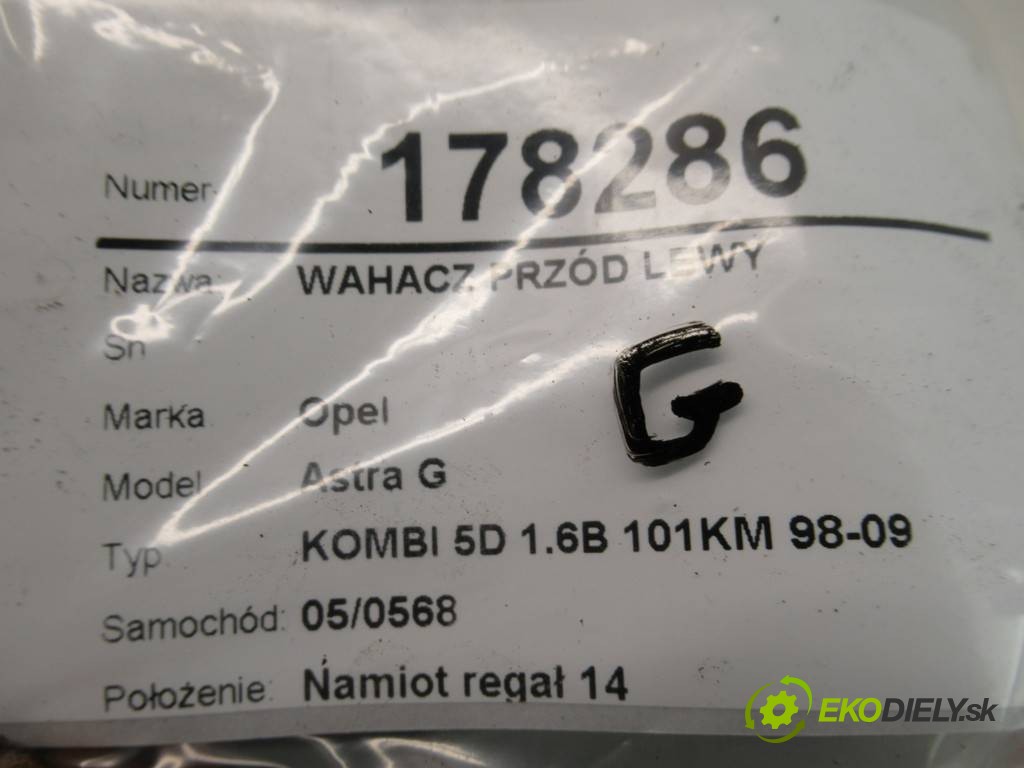 Numer 178286
Nazwa: WAHACZ PRZÓD LEWY
Sn
G
Marka Opel
Model Astra G
Typ KOMBI 5D 1.6B 101KM 98-09
Samochód: 05/0568
Położenie: Namiot regał 14
EKODIELY.sk